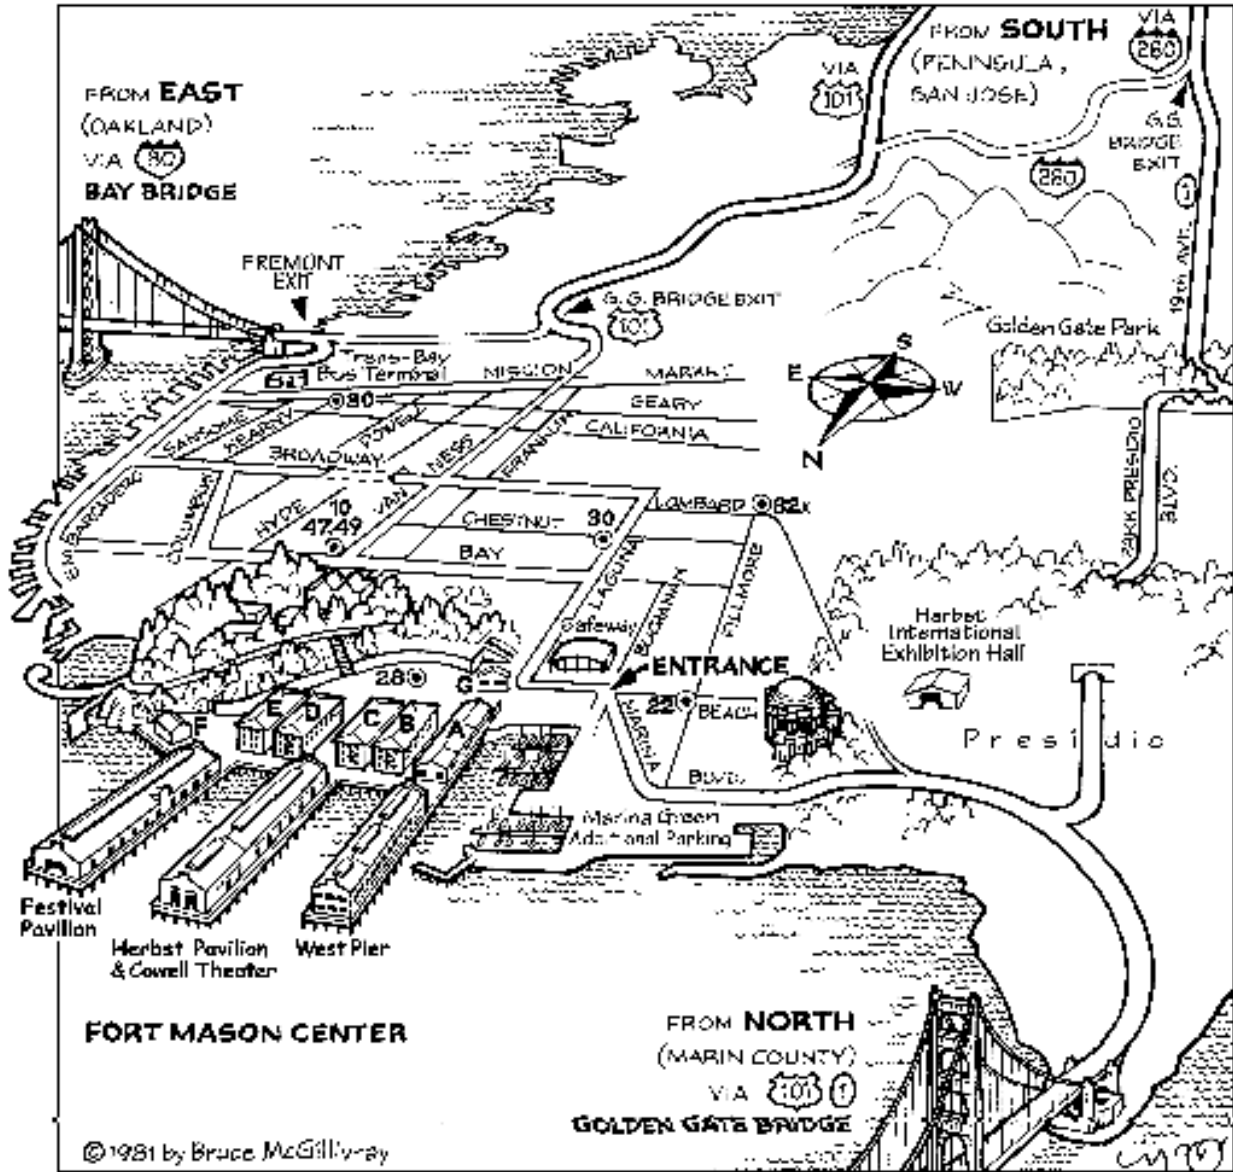 FROM EAST
(OAKLAND)
VIA 80
BAY BRIDGE
FROM SOUTH
(PENINSULA,
SAN JOSE)
VIA
101
VIA
280
G.G.
BRIDGE
EXIT
280
1
19TH AVE.
FREMONT
EXIT
G.G. BRIDGE EXIT
101
Golden Gate Park
S
E
W
N
Trans-Bay
Bus Terminal
MISSION
MARKET
30
GEARY
CALIFORNIA
SANSOME
KEARNY
POWELL
BROADWAY
VAN NESS
FRANKLIN
EMBARCADERO
COLUMBUS
HYDE
10
47.49
CHESTNUT
30
LOMBARD
82x
BAY
LAGUNA
BUCHANAN
FILLMORE
PARK PRESIDIO
GATE
Safeway
ENTRANCE
Herbst
International
Exhibition Hall
28
G
22
BEACH
MARINA
BLVD.
Presidio
F
E
D
C
B
A
Marina Green
Additional Parking
Festival
Pavilion
Herbst Pavilion
& Cowell Theater
West Pier
FORT MASON CENTER
FROM NORTH
(MARIN COUNTY)
VIA 101 1
GOLDEN GATE BRIDGE
©1981 by Bruce McGillivray